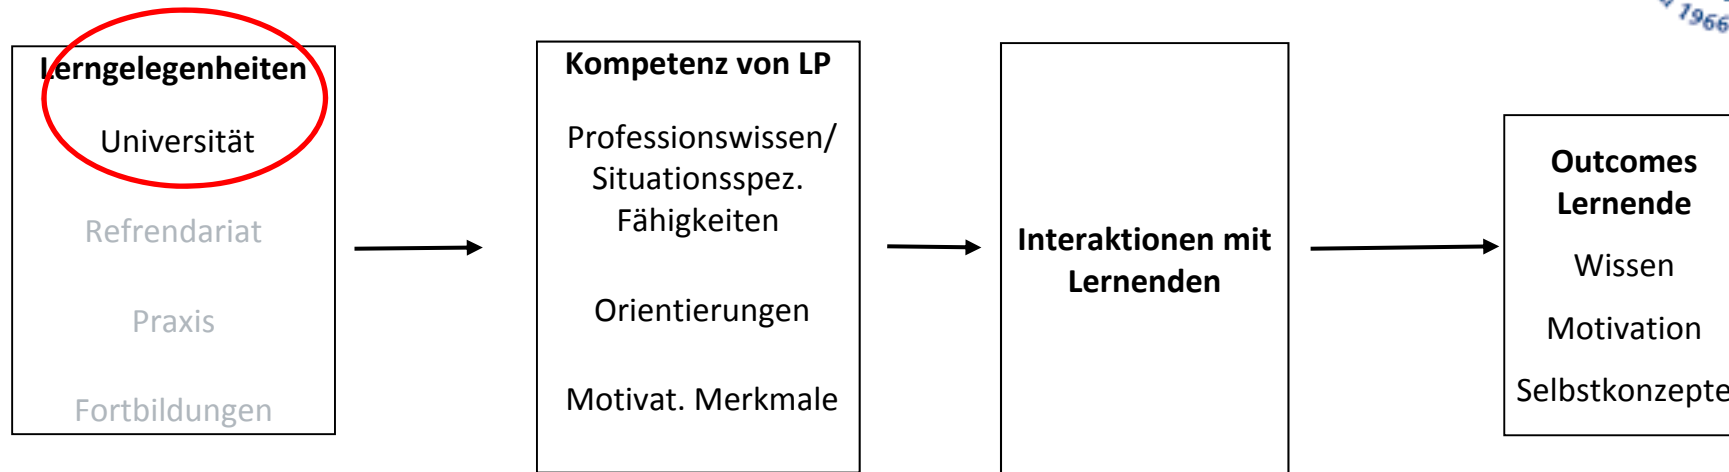 1966
Lerngelegenheiten
Universität
Refrendariat
Praxis
Fortbildungen
Kompetenz von LP
Professionswissen/
Situationsspez.
Fähigkeiten
Orientierungen
Motivat. Merkmale
Interaktionen mit
Lernenden
Outcomes
Lernende
Wissen
Motivation
Selbstkonzepte